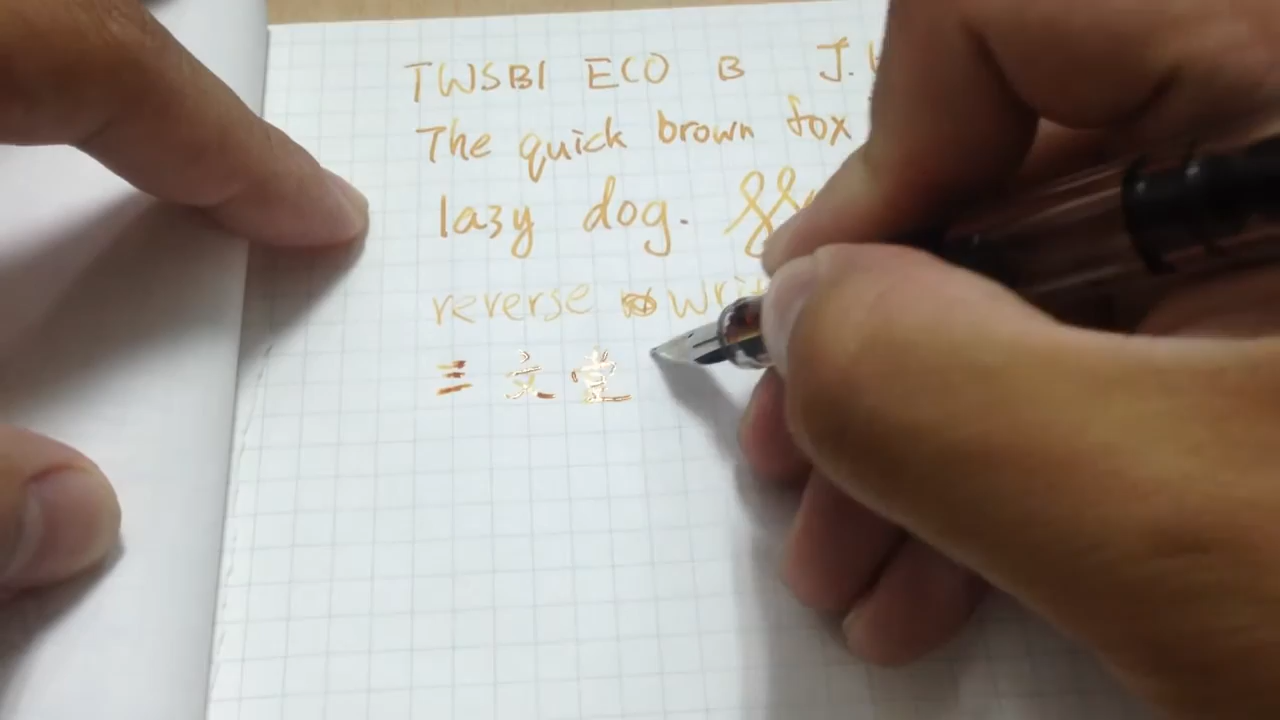 TWSBI ECO B J.
The quick brown fox
lazy dog.
reverse
三文堂